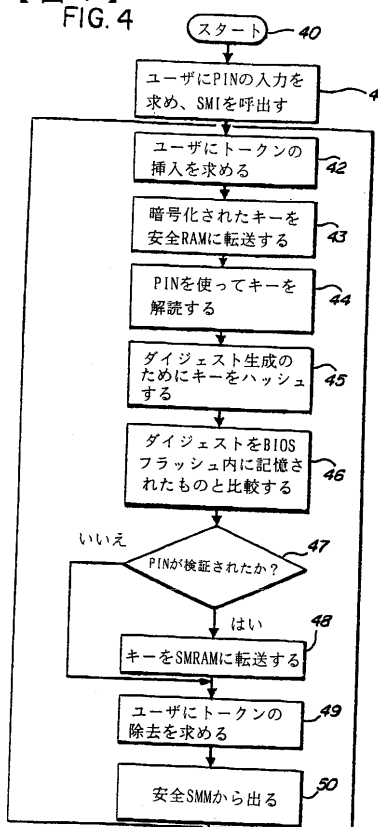 FIG. 4
スタート
40
ユーザにPINの入力を
求め、SMIを呼出す
ユーザにトークンの
挿入を求める
42
暗号化されたキーを
安全RAMに転送する
43
PINを使ってキーを
解読する
44
ダイジェスト生成の
ためにキーをハッシュ
する
45
ダイジェストをBIOS
フラッシュ内に記憶され
たものと比較する
46
いいえ
PINが検証されたか?
47
はい
キーをSMRAMに転送する
48
ユーザにトークンの
除去を求める
49
安全SMMから出る
50